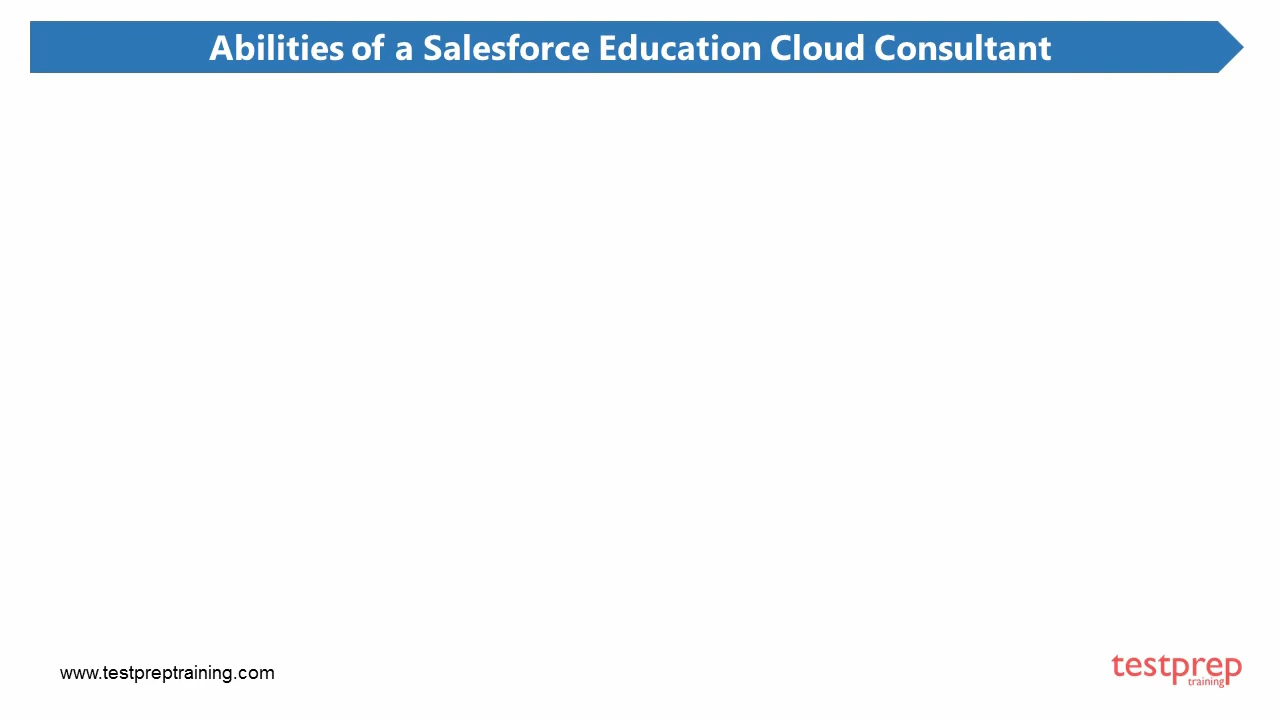 Abilities of a Salesforce Education Cloud Consultant
www.testpreptraining.com
testprep
training